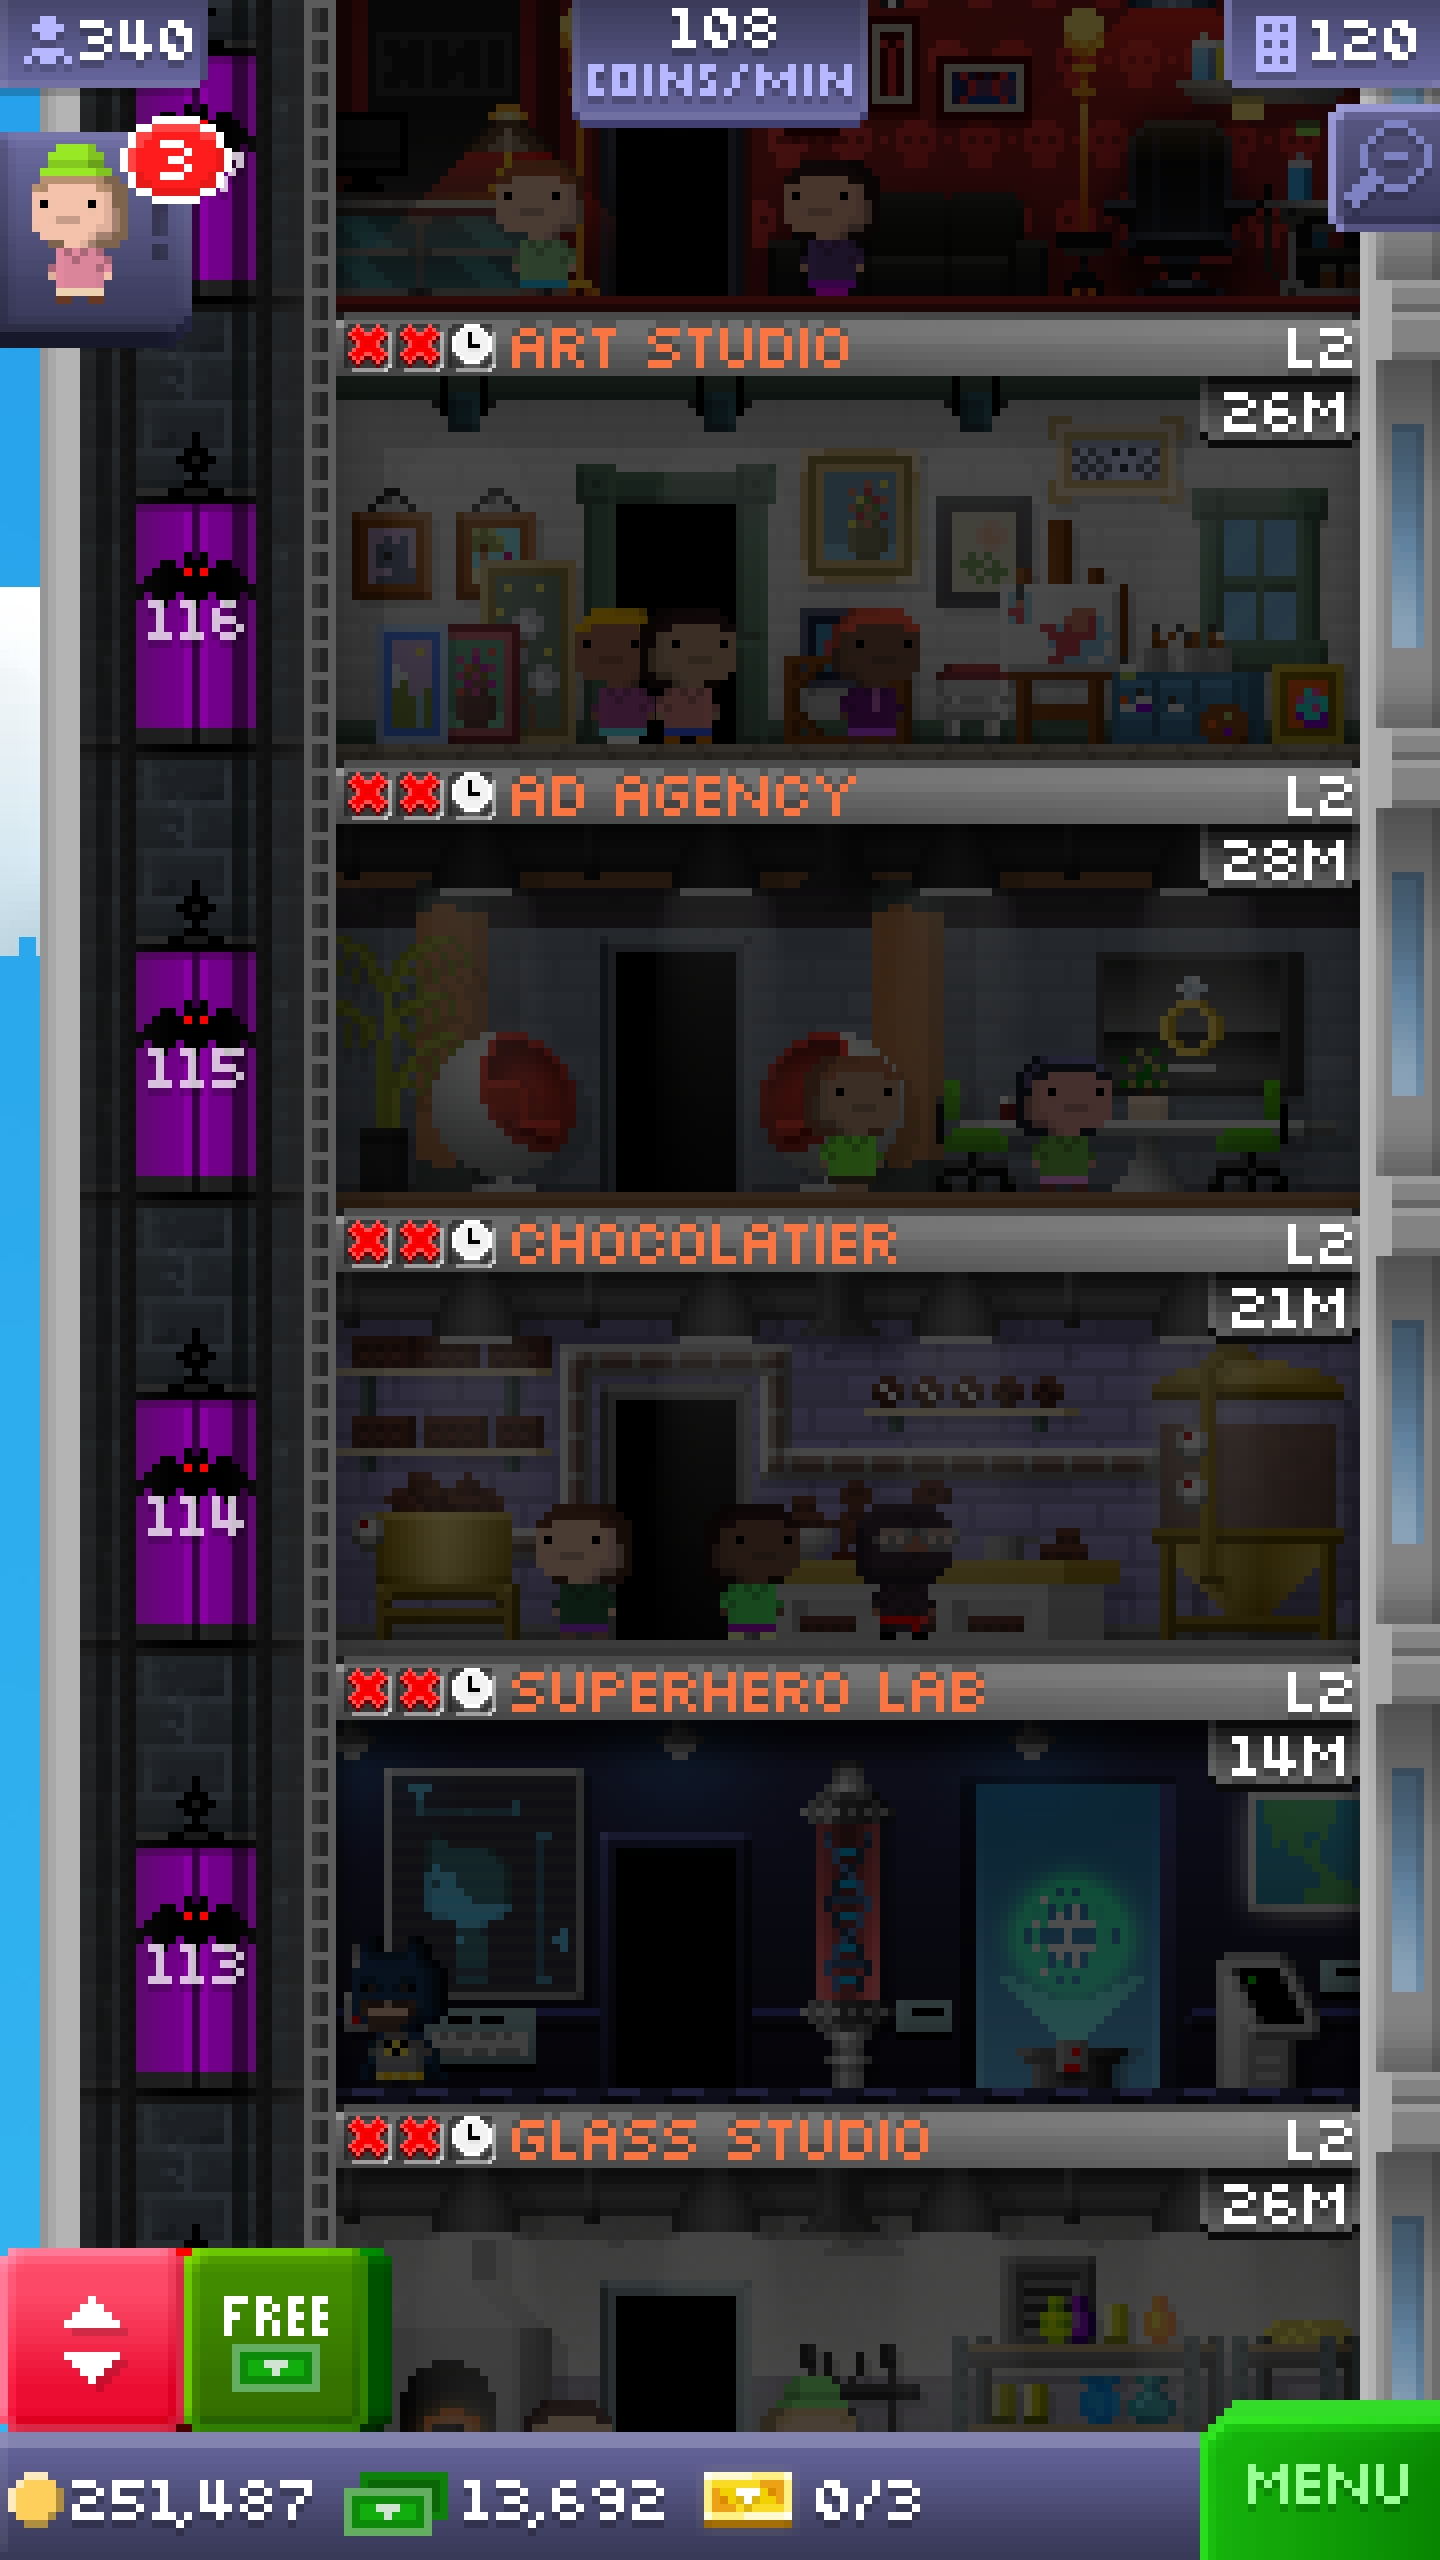 340
108
COINS/MIN
120
3
ART STUDIO L2
26M
116
AD AGENCY L2
28M
115
CHOCOLATIER L2
21M
114
SUPERHERO LAB L2
14M
113
GLASS STUDIO L2
26M
FREE
251,487 13,692 0/3 MENU